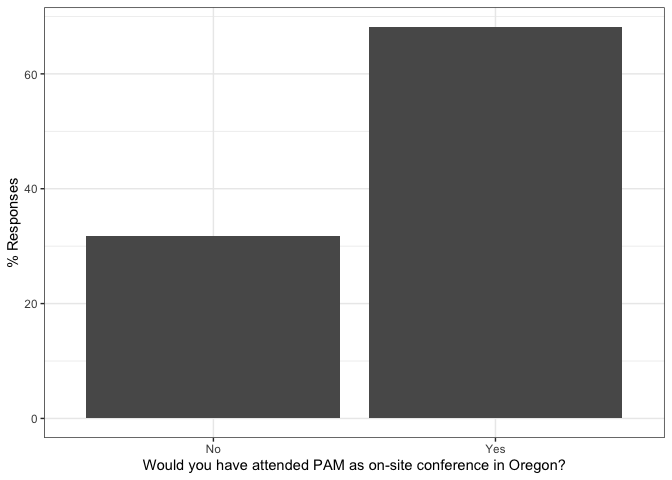 % Responses
60
40
20
0
No
Yes
Would you have attended PAM as on-site conference in Oregon?